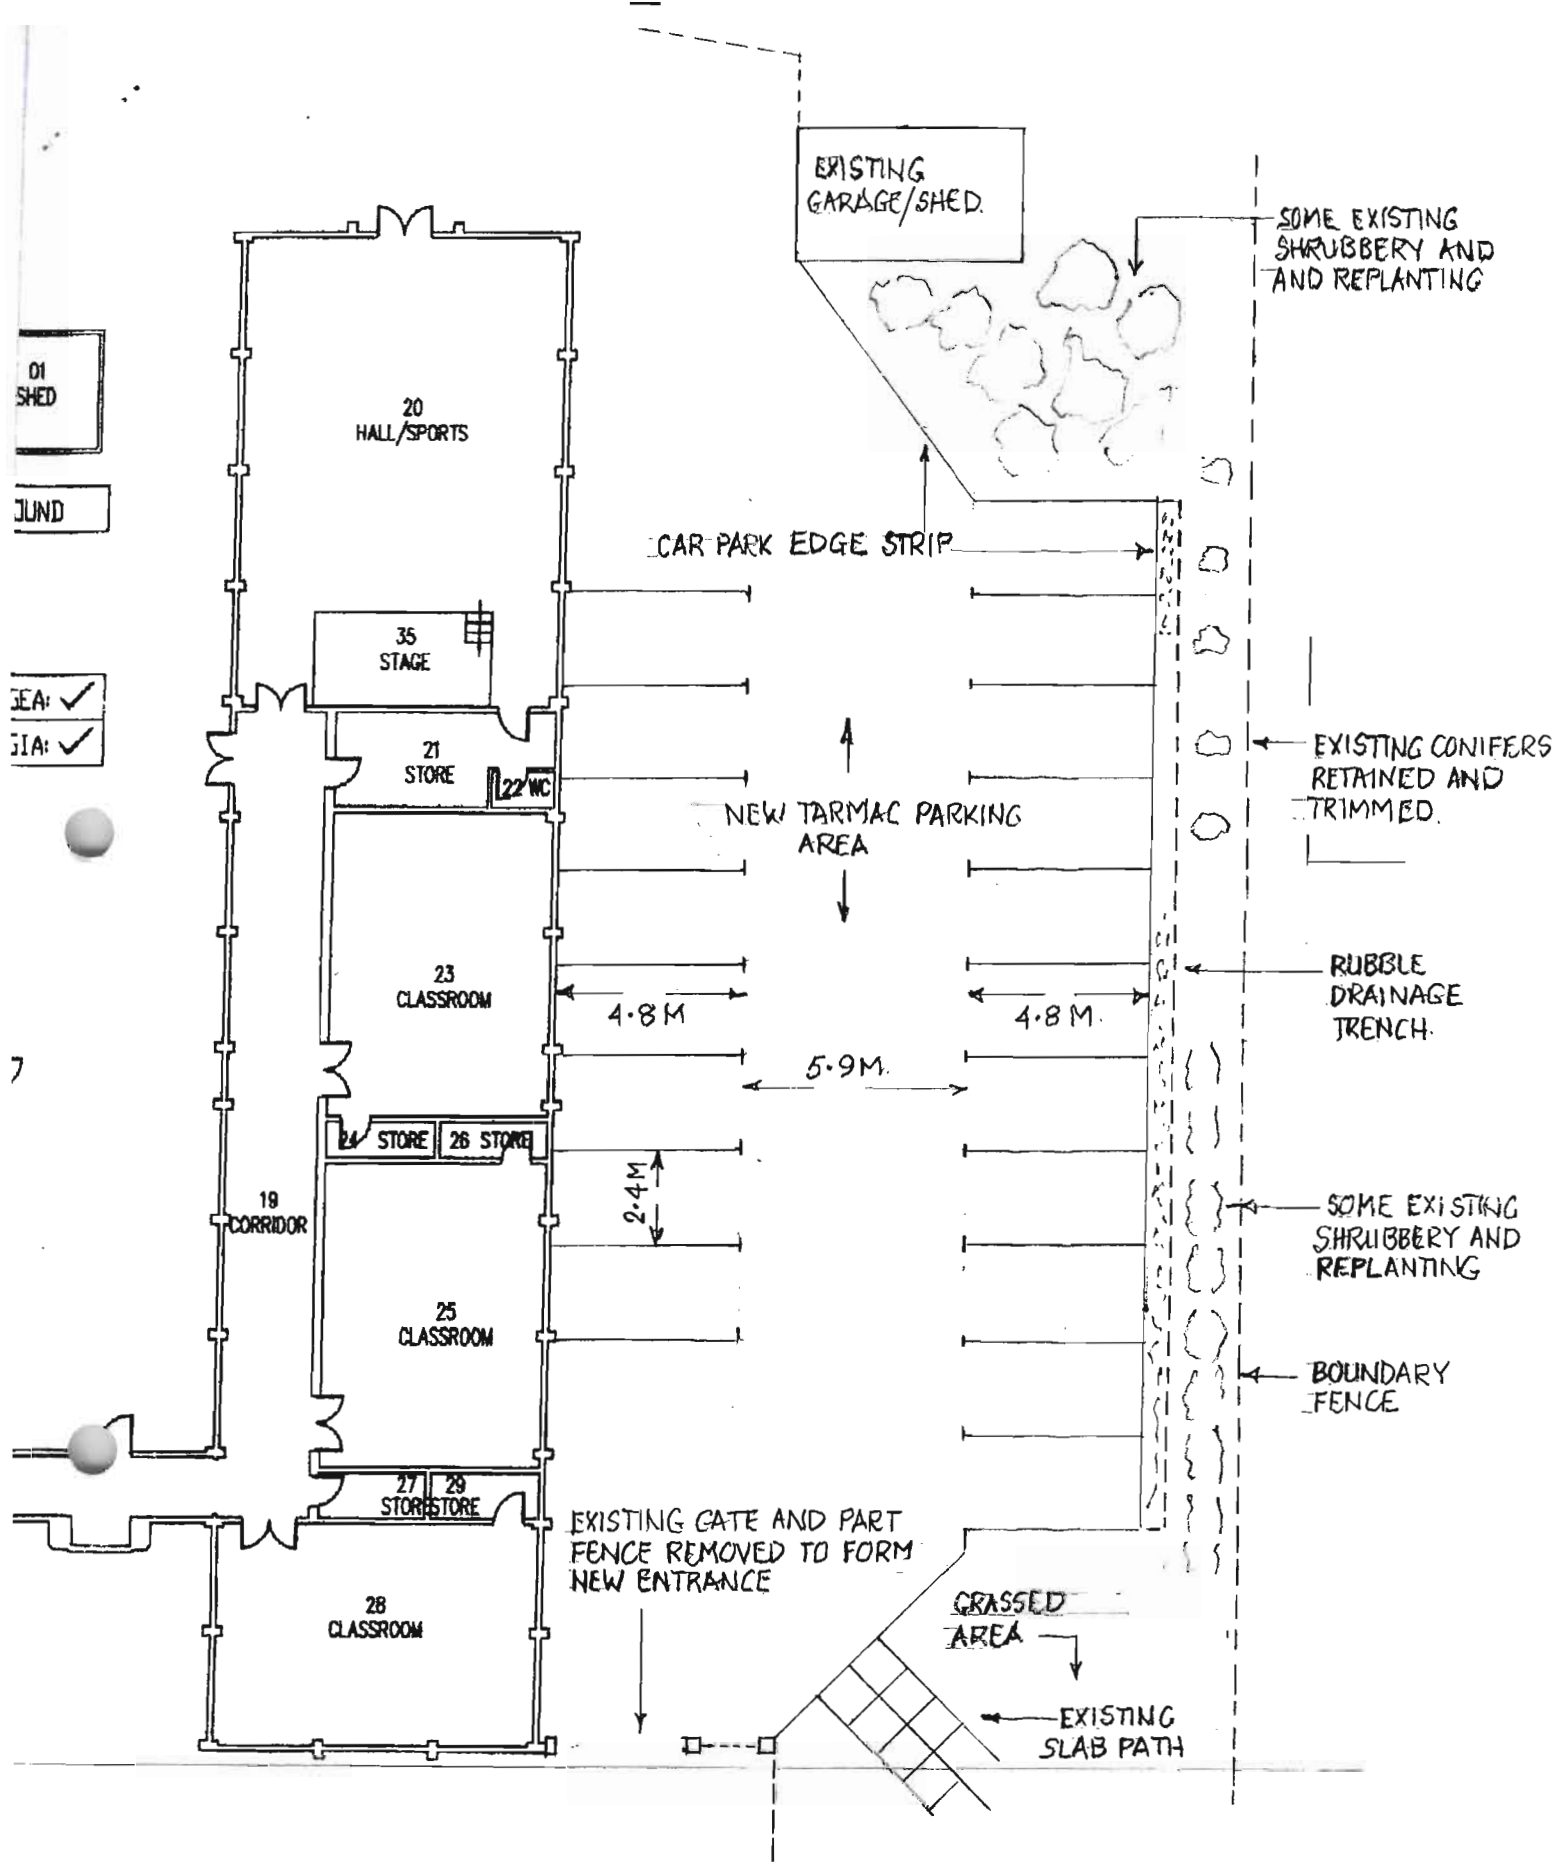 EXISTING
GARAGE/SHED.
SOME EXISTING
SHRUBBERY AND
AND REPLANTING
01
SHED
20
HALL/SPORTS
CAR PARK EDGE STRIP
35
STAGE
GEA: ✓
GIA: ✓
21
STORE
22 WC
NEW TARMAC PARKING
AREA
EXISTING CONIFERS
RETAINED AND
TRIMMED.
23
CLASSROOM
4.8 M
4.8 M.
RUBBLE
DRAINAGE
TRENCH.
5.9 M.
24 STORE
26 STORE
2.4 M
19
CORRIDOR
SOME EXISTING
SHRUBBERY AND
REPLANTING
25
CLASSROOM
BOUNDARY
FENCE
27
STORE
29
STORE
EXISTING GATE AND PART
FENCE REMOVED TO FORM
NEW ENTRANCE
28
CLASSROOM
GRASSED
AREA
EXISTING
SLAB PATH